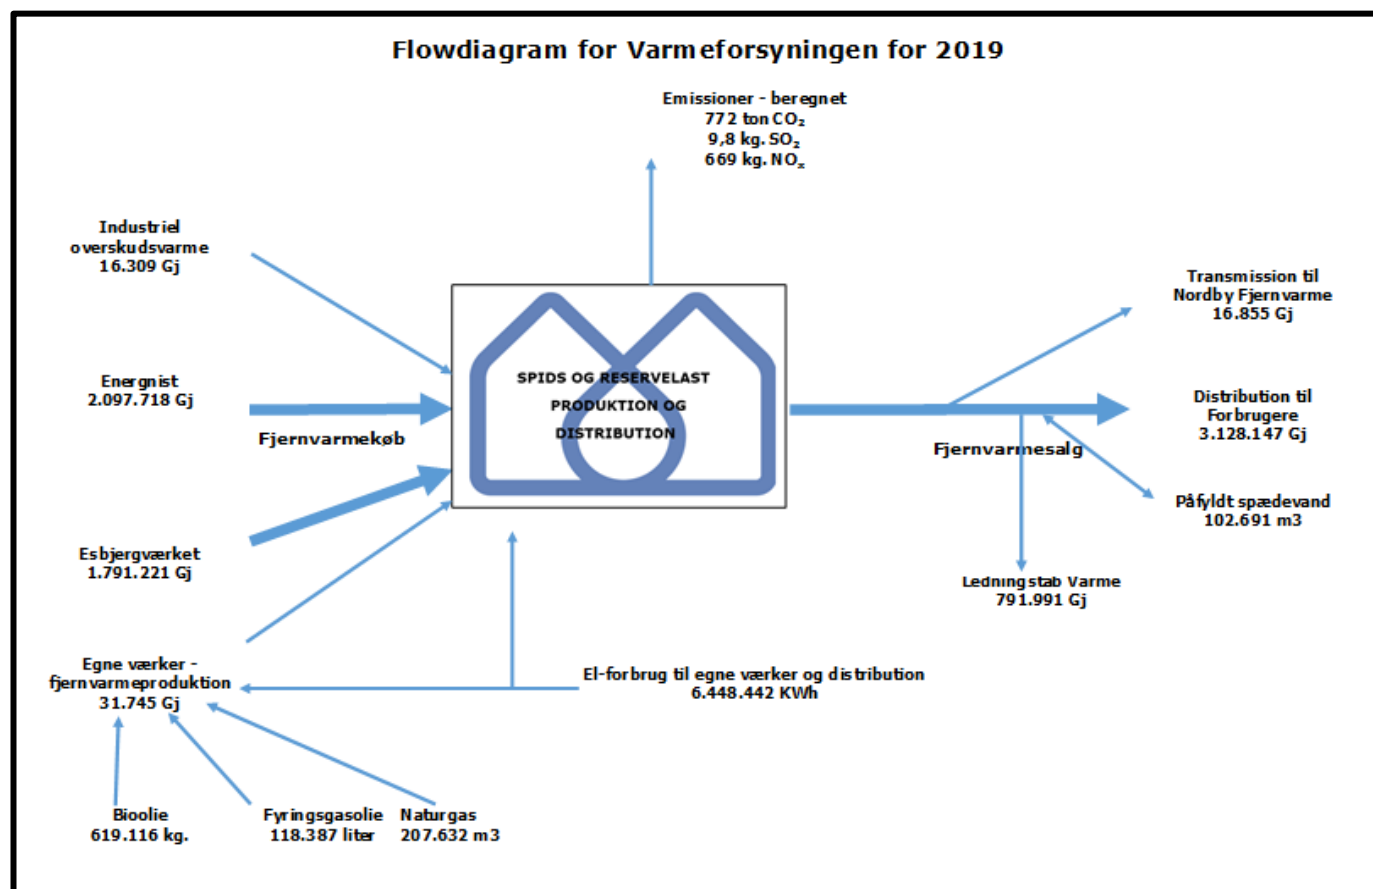 Flowdiagram for Varmeforsyningen for 2019
Emissioner - beregnet
772 ton CO₂
9,8 kg. SO₂
669 kg. NOₓ
Industriel
overskudsvarme
16.309 Gj
Energnist
2.097.718 Gj
Fjernvarmekøb
Esbjergværket
1.791.221 Gj
Egne værker -
fjernvarmeproduktion
31.745 Gj
Bioolie
619.116 kg.
Fyringsgasolie
118.387 liter
Naturgas
207.632 m3
SPIDS OG RESERVELAST
PRODUKTION OG
DISTRIBUTION
El-forbrug til egne værker og distribution
6.448.442 KWh
Transmission til
Nordby Fjernvarme
16.855 Gj
Distribution til
Forbrugere
3.128.147 Gj
Fjernvarmesalg
Påfyldt spædevand
102.691 m3
Ledningstab Varme
791.991 Gj